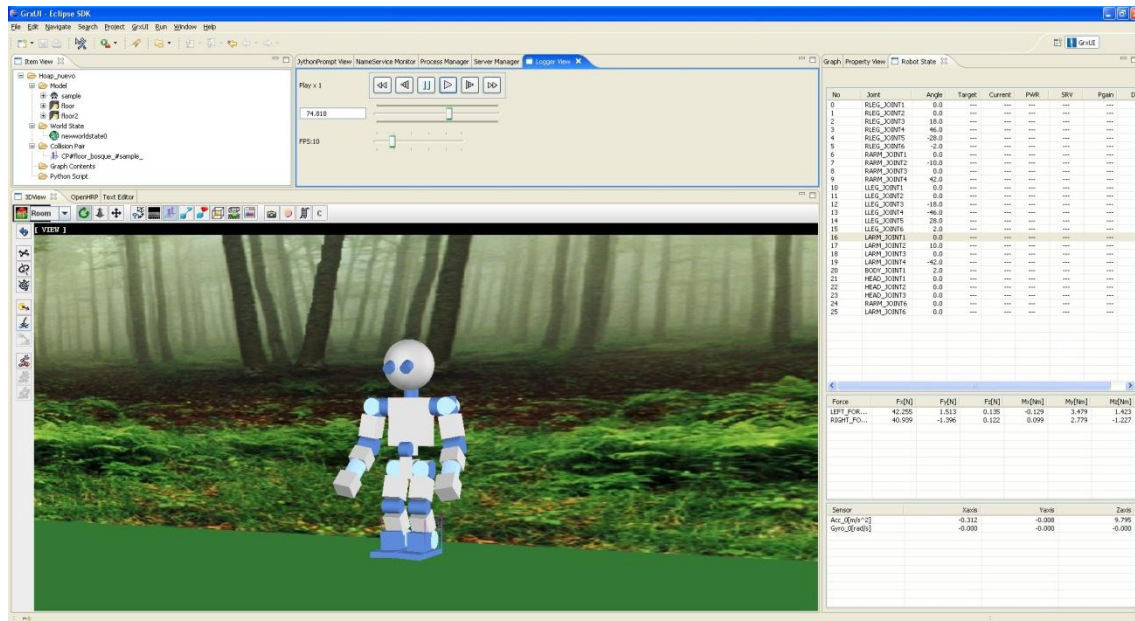 GrxUI - Eclipse SDK
File Edit Navigate Search Project GrxUI Run Window Help
GrxUI
Item View
Hoap_nuevo
Model
sample
floor
floor2
World State
newworldstate0
Collision Pair
CP#floor_bosque_#sample_
Graph Contents
Python Script
JythonPrompt View NameService Monitor Process Manager Server Manager Logger View
Play x 1
74.818
FPS:10
3DView OpenHRP Text Editor
Room
C
[ VIEW ]
Graph Property View Robot State
No Joint Angle Target Current PWR SRV Pgain D
0 RLEG_JOINT1 0.0 --- --- --- --- ---
1 RLEG_JOINT2 0.0 --- --- --- --- ---
2 RLEG_JOINT3 18.0 --- --- --- --- ---
3 RLEG_JOINT4 46.0 --- --- --- --- ---
4 RLEG_JOINT5 -28.0 --- --- --- --- ---
5 RLEG_JOINT6 -2.0 --- --- --- --- ---
6 RARM_JOINT1 0.0 --- --- --- --- ---
7 RARM_JOINT2 -10.0 --- --- --- --- ---
8 RARM_JOINT3 0.0 --- --- --- --- ---
9 RARM_JOINT4 42.0 --- --- --- --- ---
10 LLEG_JOINT1 0.0 --- --- --- --- ---
11 LLEG_JOINT2 0.0 --- --- --- --- ---
12 LLEG_JOINT3 -18.0 --- --- --- --- ---
13 LLEG_JOINT4 -46.0 --- --- --- --- ---
14 LLEG_JOINT5 28.0 --- --- --- --- ---
15 LLEG_JOINT6 2.0 --- --- --- --- ---
16 LARM_JOINT1 0.0 --- --- --- --- ---
17 LARM_JOINT2 10.0 --- --- --- --- ---
18 LARM_JOINT3 0.0 --- --- --- --- ---
19 LARM_JOINT4 -42.0 --- --- --- --- ---
20 BODY_JOINT1 2.0 --- --- --- --- ---
21 HEAD_JOINT1 0.0 --- --- --- --- ---
22 HEAD_JOINT2 0.0 --- --- --- --- ---
23 HEAD_JOINT3 0.0 --- --- --- --- ---
24 RARM_JOINT6 0.0 --- --- --- --- ---
25 LARM_JOINT6 0.0 --- --- --- --- ---
Force Fx[N] Fy[N] Fz[N] Mx[Nm] My[Nm] Mz[Nm]
LEFT_FOR... 42.255 1.513 0.135 -0.129 3.479 1.423
RIGHT_FO... 40.939 -1.396 0.122 0.099 2.779 -1.227
Sensor Xaxis Yaxis Zaxis
Acc_0[m/s^2] -0.312 -0.008 9.795
Gyro_0[rad/s] -0.000 -0.000 -0.000